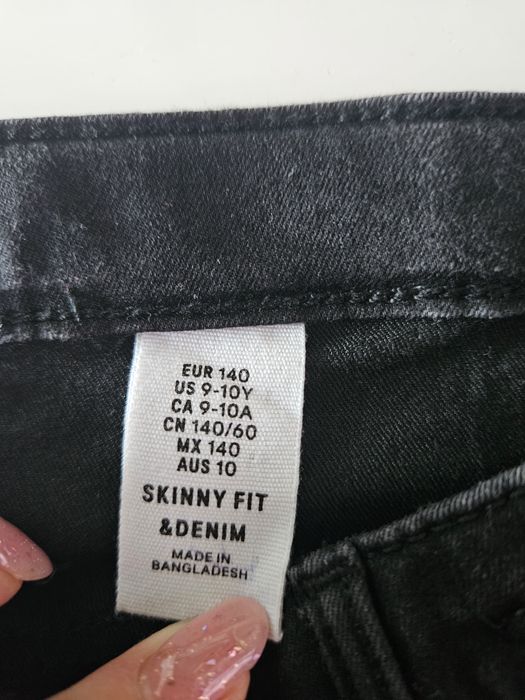 EUR 140
US 9-10Y
CA 9-10A
CN 140/60
MX 140
AUS 10
SKINNY FIT
&DENIM
MADE IN
BANGLADESH